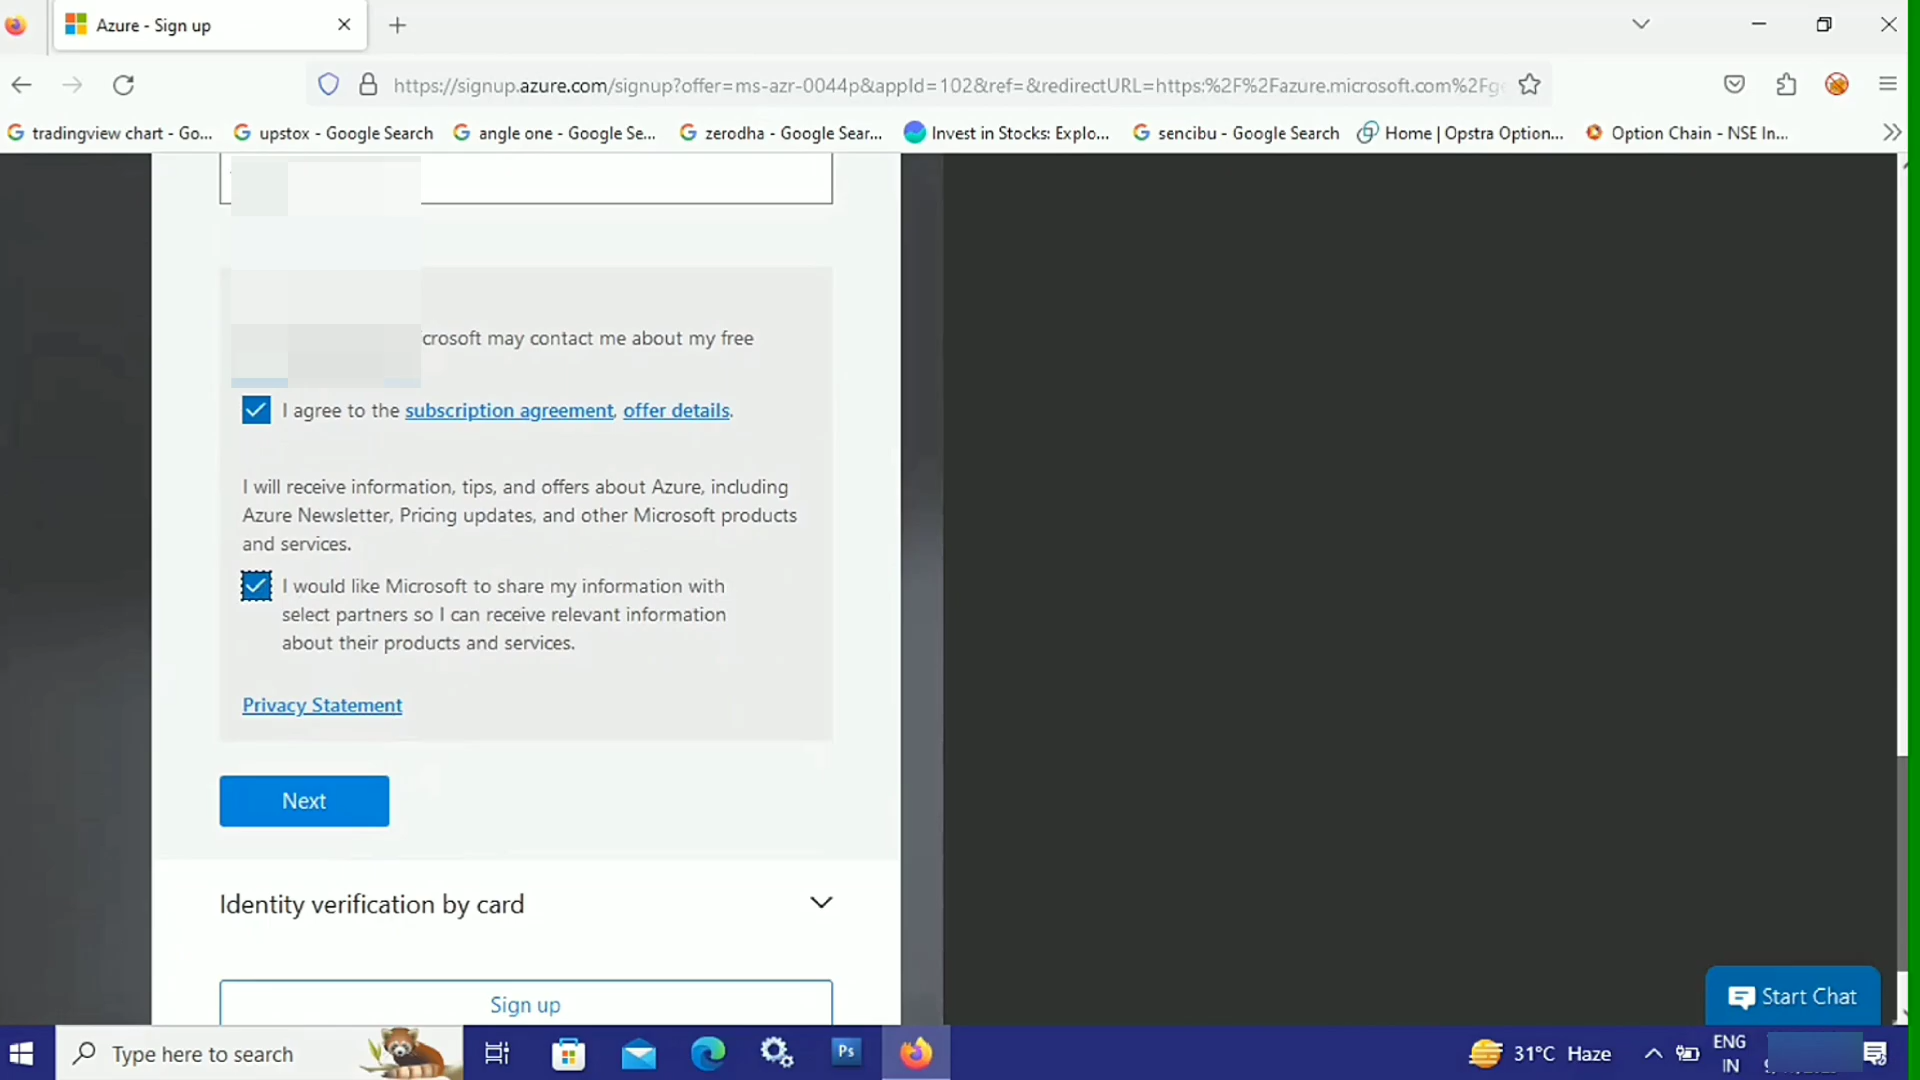 Azure - Sign up
https://signup.azure.com/signup?offer=ms-azr-0044p&appId=102&ref=&redirectURL=https:%2F%2Fazure.microsoft.com%2Fge
tradingview chart - Go...
upstox - Google Search
angle one - Google Se...
zerodha - Google Sear...
Invest in Stocks: Explo...
sencibu - Google Search
Home | Opstra Option...
Option Chain - NSE In...
crosoft may contact me about my free
I agree to the subscription agreement, offer details.
I will receive information, tips, and offers about Azure, including
Azure Newsletter, Pricing updates, and other Microsoft products
and services.
I would like Microsoft to share my information with
select partners so I can receive relevant information
about their products and services.
Privacy Statement
Next
Identity verification by card
Sign up
Start Chat
Type here to search
Ps
31°C Haze
ENG
IN